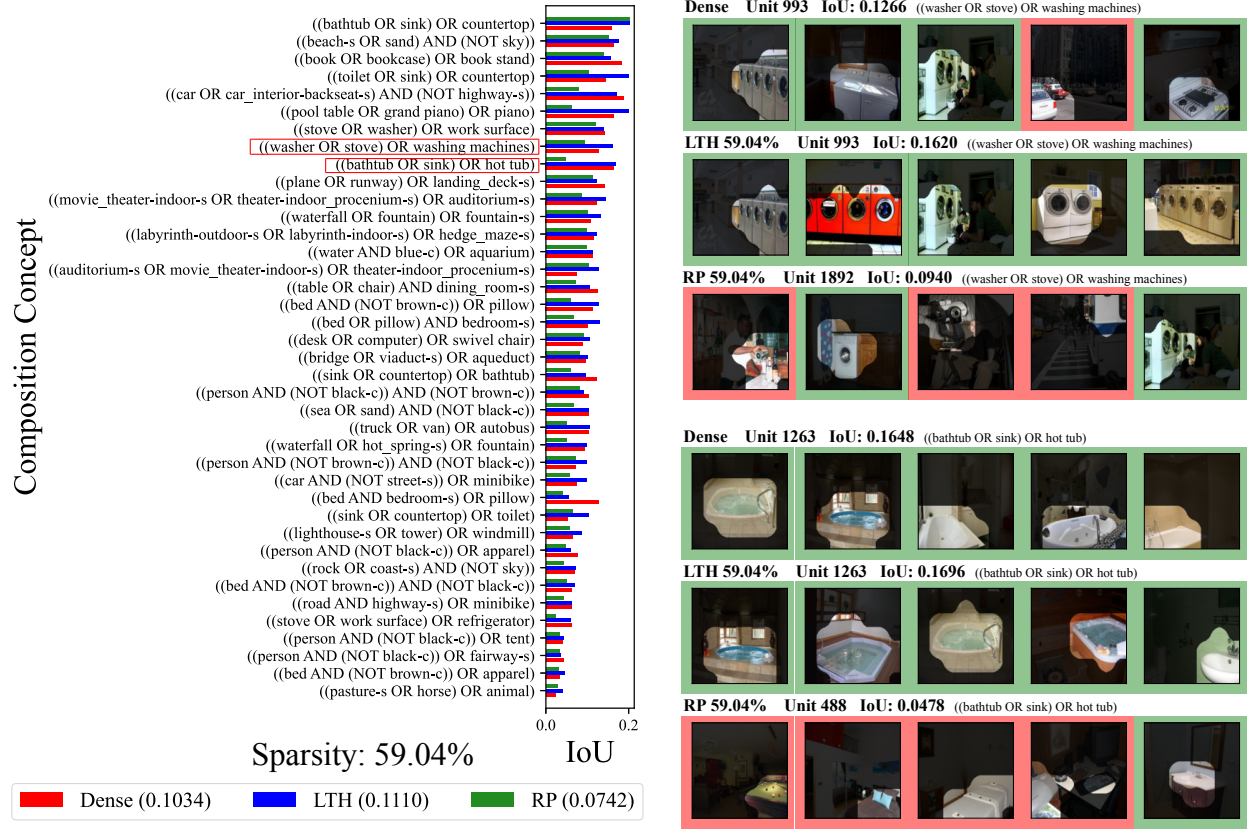 Composition Concept
((bathtub OR sink) OR countertop)
((beach-s OR sand) AND (NOT sky))
((book OR bookcase) OR book stand)
((toilet OR sink) OR countertop)
((car OR car_interior-backseat-s) AND (NOT highway-s))
((pool table OR grand piano) OR piano)
((stove OR washer) OR work surface)
((washer OR stove) OR washing machines)
((bathtub OR sink) OR hot tub)
((plane OR runway) OR landing_deck-s)
((movie_theater-indoor-s OR theater-indoor_procenium-s) OR auditorium-s)
((waterfall OR fountain) OR fountain-s)
((labyrinth-outdoor-s OR labyrinth-indoor-s) OR hedge_maze-s)
((water AND blue-c) OR aquarium)
((auditorium-s OR movie_theater-indoor-s) OR theater-indoor_procenium-s)
((table OR chair) AND dining_room-s)
((bed AND (NOT brown-c)) OR pillow)
((bed OR pillow) AND bedroom-s)
((desk OR computer) OR swivel chair)
((bridge OR viaduct-s) OR aqueduct)
((sink OR countertop) OR bathtub)
((person AND (NOT black-c)) AND (NOT brown-c))
((sea OR sand) AND (NOT black-c))
((truck OR van) OR autobus)
((waterfall OR hot_spring-s) OR fountain)
((person AND (NOT brown-c)) AND (NOT black-c))
((car AND (NOT street-s)) OR minibike)
((bed AND bedroom-s) OR pillow)
((sink OR countertop) OR toilet)
((lighthouse-s OR tower) OR windmill)
((person AND (NOT black-c)) OR apparel)
((rock OR coast-s) AND (NOT sky))
((bed AND (NOT brown-c)) AND (NOT black-c))
((road AND highway-s) OR minibike)
((stove OR work surface) OR refrigerator)
((person AND (NOT black-c)) OR tent)
((person AND (NOT black-c)) OR fairway-s)
((bed AND (NOT brown-c)) OR apparel)
((pasture-s OR horse) OR animal)
0.0 0.2
IoU
Sparsity: 59.04%
Dense (0.1034) LTH (0.1110) RP (0.0742)
Dense Unit 993 IoU: 0.1266 ((washer OR stove) OR washing machines)
LTH 59.04% Unit 993 IoU: 0.1620 ((washer OR stove) OR washing machines)
RP 59.04% Unit 1892 IoU: 0.0940 ((washer OR stove) OR washing machines)
Dense Unit 1263 IoU: 0.1648 ((bathtub OR sink) OR hot tub)
LTH 59.04% Unit 1263 IoU: 0.1696 ((bathtub OR sink) OR hot tub)
RP 59.04% Unit 488 IoU: 0.0478 ((bathtub OR sink) OR hot tub)